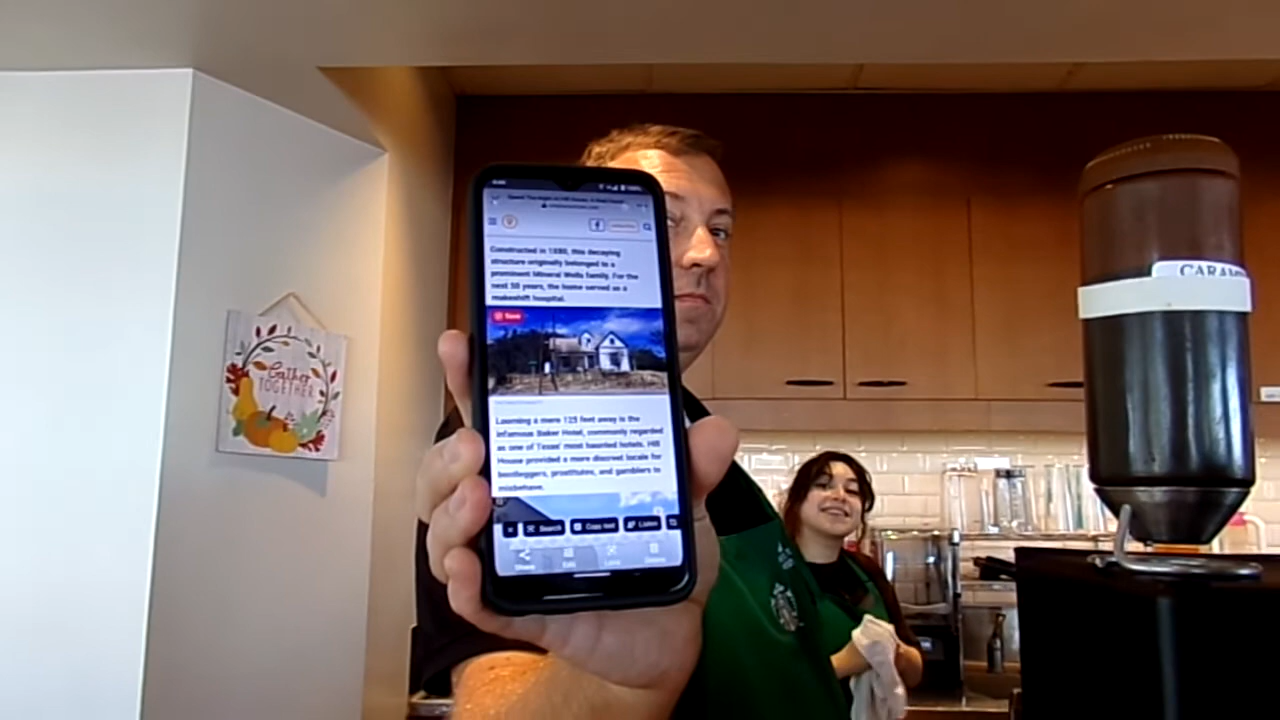 Constructed in 1890, this decaying
structure originally belonged to a
prominent Mineral Wells family. For the
next 50 years, the home served as a
makeshift hospital.
Save
Looming a mere 125 feet away is the
infamous Baker Hotel, commonly regarded
as one of Texas' most haunted hotels. Hill
House provided a more discreet locale for
bootleggers, prostitutes, and gamblers to
misbehave.
Search
Copy text
Listen
Share
Edit
Lens
Delete
Gather
TOGETHER
CARAM